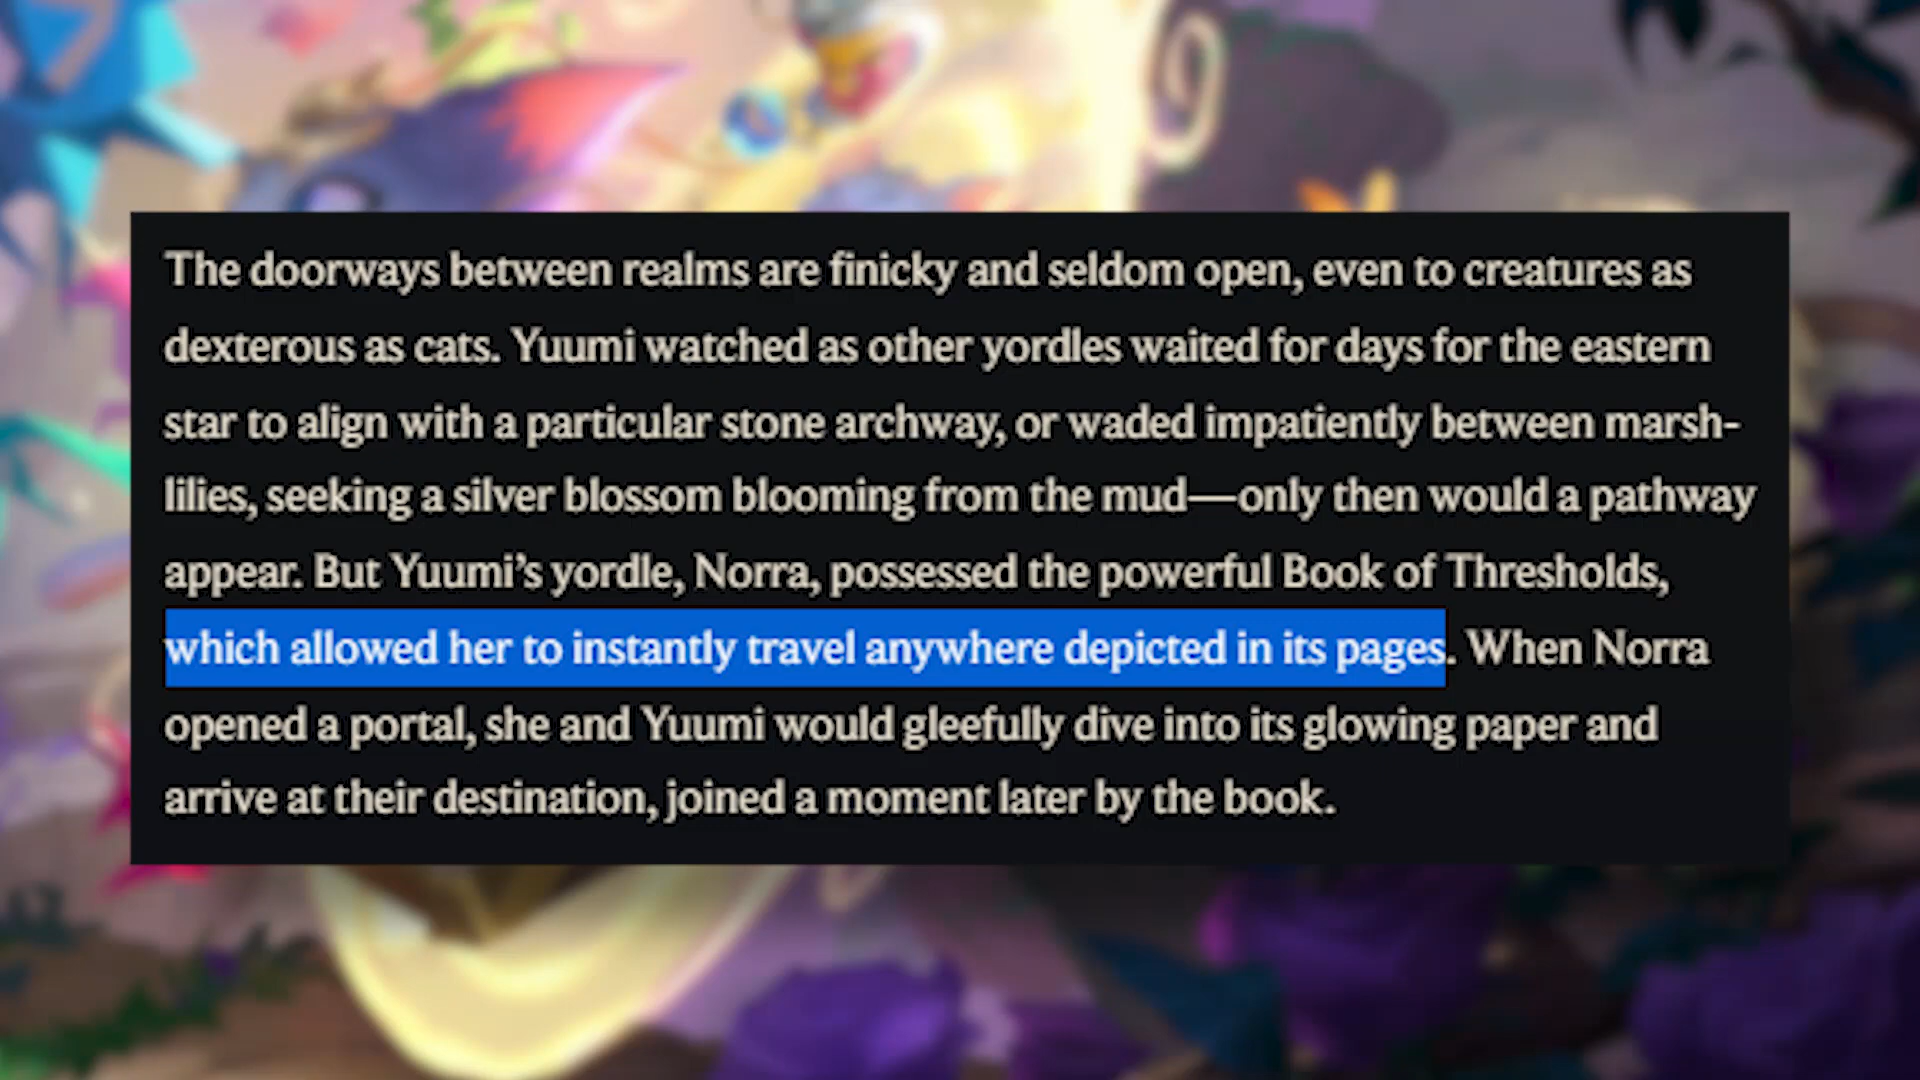 The doorways between realms are finicky and seldom open, even to creatures as
dexterous as cats. Yuumi watched as other yordles waited for days for the eastern
star to align with a particular stone archway, or waded impatiently between marsh-
lilies, seeking a silver blossom blooming from the mud—only then would a pathway
appear. But Yuumi’s yordle, Norra, possessed the powerful Book of Thresholds,
which allowed her to instantly travel anywhere depicted in its pages. When Norra
opened a portal, she and Yuumi would gleefully dive into its glowing paper and
arrive at their destination, joined a moment later by the book.